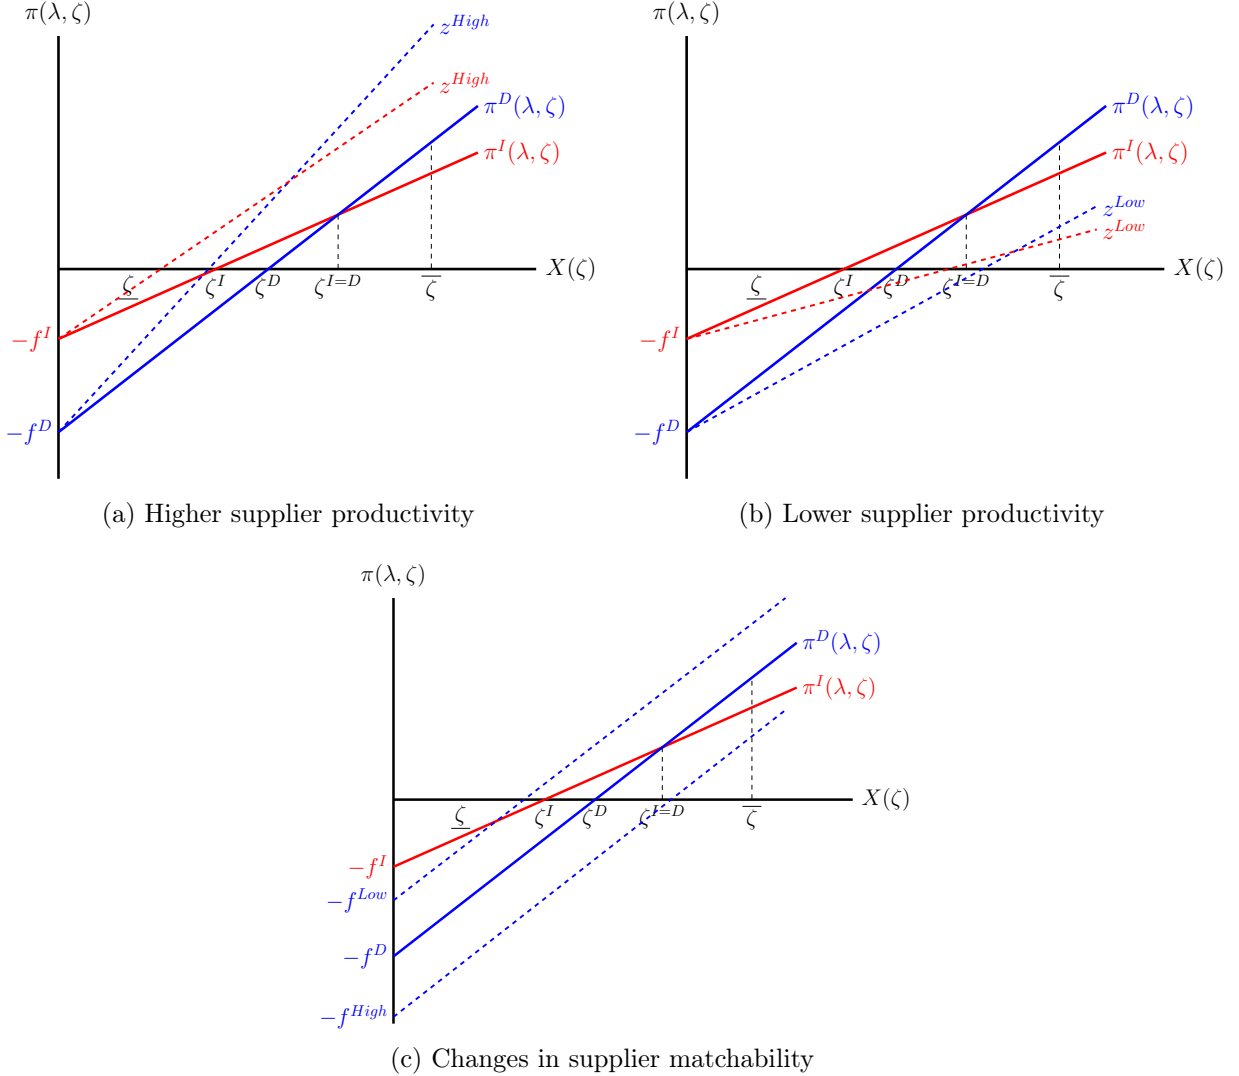 π(λ, ζ)
z^{High}
z^{High}
π^D(λ, ζ)
π^I(λ, ζ)
X(ζ)
ζ
ζ^I
ζ^D
ζ^{I=D}
ζ
−f^I
−f^D
(a) Higher supplier productivity
π(λ, ζ)
π^D(λ, ζ)
π^I(λ, ζ)
z^{Low}
z^{Low}
X(ζ)
ζ
ζ^I
ζ^D
ζ^{I=D}
ζ
−f^I
−f^D
(b) Lower supplier productivity
π(λ, ζ)
π^D(λ, ζ)
π^I(λ, ζ)
X(ζ)
ζ
ζ^I
ζ^D
ζ^{I=D}
ζ
−f^I
−f^{Low}
−f^D
−f^{High}
(c) Changes in supplier matchability